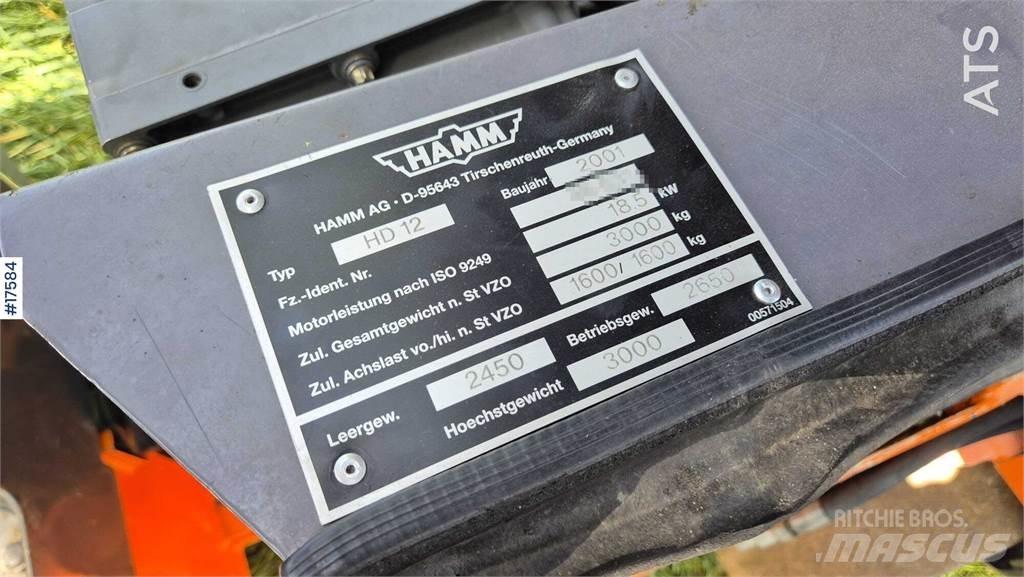 ATS
#17584
HAMM
HAMM AG · D-95643 Tirschenreuth-Germany
Typ HD 12 Baujahr 2001
Fz.-Ident. Nr.
Motorleistung nach ISO 9249 18.5 kW
Zul. Gesamtgewicht n. St VZO 3000 kg
Zul. Achslast vo./hi. n. St VZO 1600/ 1600 kg
Leergew. 2450 Betriebsgew. 2650
Hoechstgewicht 3000
00571504
RITCHIE BROS.
MASCUS